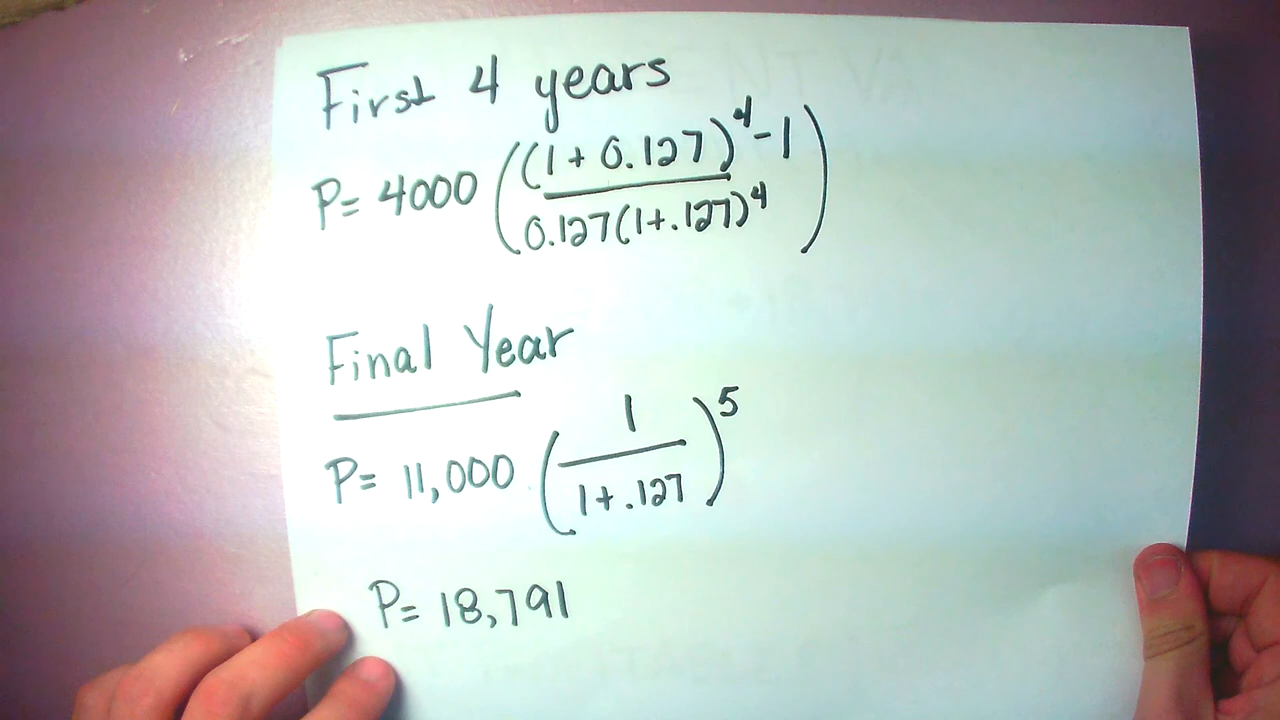 First 4 years
P= 4000 (((1 + 0.127)^4 - 1) / (0.127(1+.127)^4))
Final Year
P= 11,000 (1 / (1+.127))^5
P= 18,791